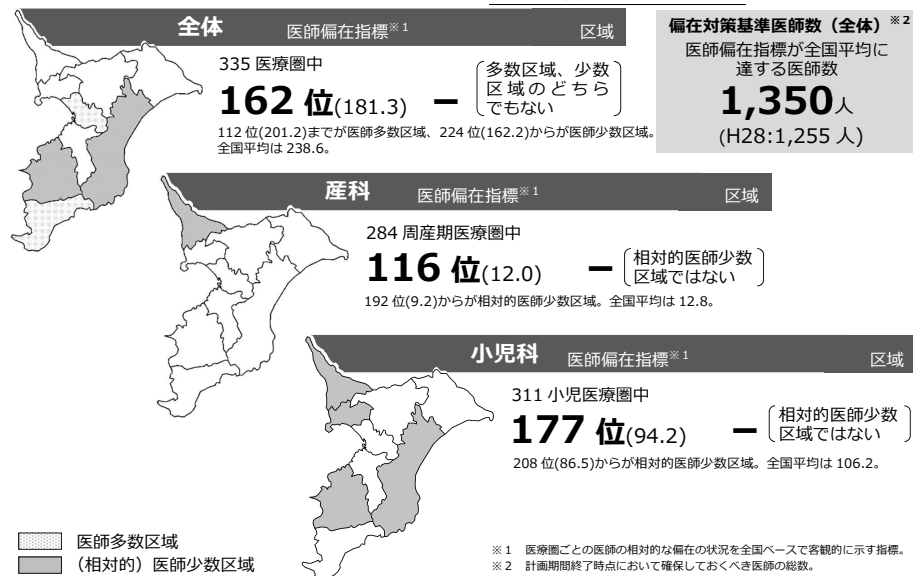 全体 医師偏在指標※1 区域
335 医療圏中
162 位(181.3) ー 多数区域、少数
区域のどちら
でもない
112 位(201.2)までが医師多数区域、224 位(162.2)からが医師少数区域。
全国平均は 238.6。
偏在対策基準医師数（全体）※2
医師偏在指標が全国平均に
達する医師数
1,350人
(H28:1,255 人)
産科 医師偏在指標※1 区域
284 周産期医療圏中
116 位(12.0) ー 相対的医師少数
区域ではない
192 位(9.2)からが相対的医師少数区域。全国平均は 12.8。
小児科 医師偏在指標※1 区域
311 小児医療圏中
177 位(94.2) ー 相対的医師少数
区域ではない
208 位(86.5)からが相対的医師少数区域。全国平均は 106.2。
医師多数区域
（相対的）医師少数区域
※1 医療圏ごとの医師の相対的な偏在の状況を全国ベースで客観的に示す指標。
※2 計画期間終了時点において確保しておくべき医師の総数。